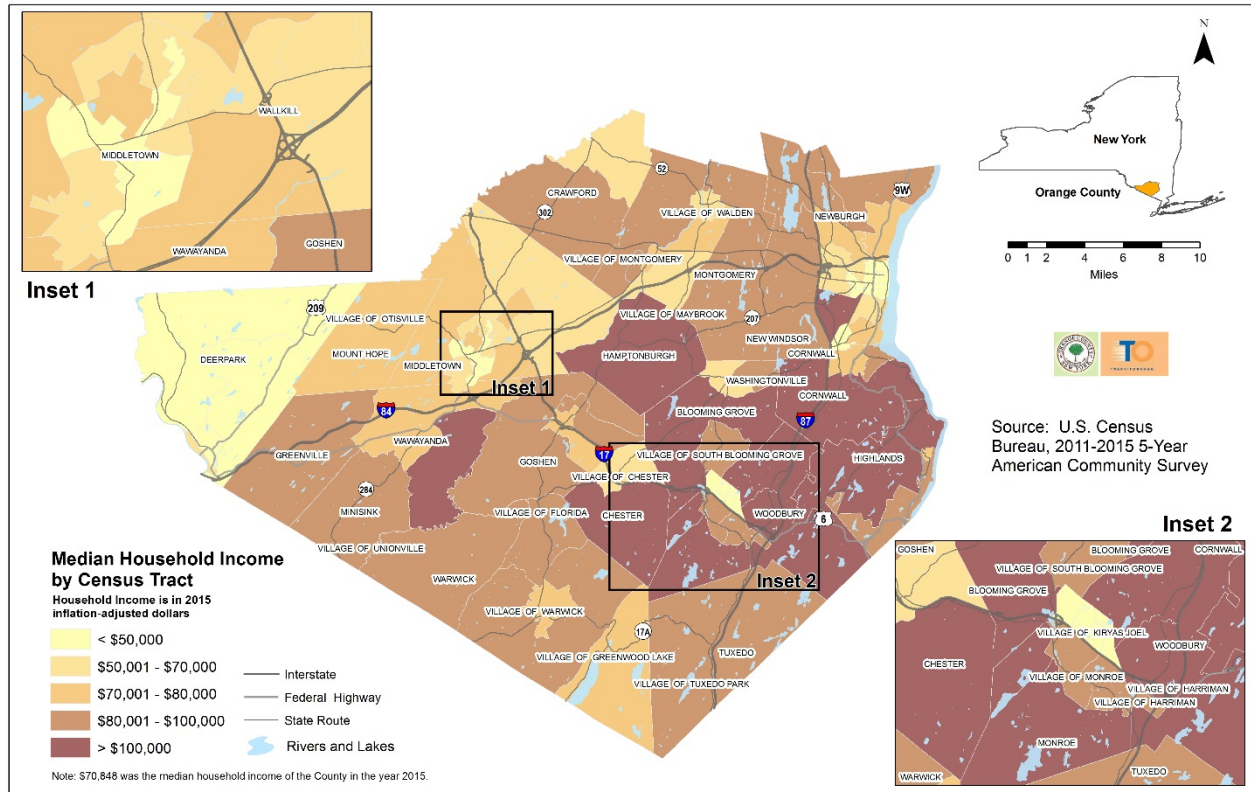 WALLKILL
MIDDLETOWN
WAWAYANDA
GOSHEN
Inset 1
N
New York
Orange County
0 1 2 4 6 8 10
Miles
ORANGE COUNTY
NEW YORK
TO
Source: U.S. Census
Bureau, 2011-2015 5-Year
American Community Survey
52
CRAWFORD
302
9W
VILLAGE OF WALDEN
NEWBURGH
VILLAGE OF MONTGOMERY
MONTGOMERY
209
VILLAGE OF OTISVILLE
VILLAGE OF MAYBROOK
207
DEERPARK
MOUNT HOPE
NEW WINDSOR
HAMPTONBURGH
CORNWALL
MIDDLETOWN
Inset 1
WASHINGTONVILLE
CORNWALL
84
BLOOMING GROVE
87
WAWAYANDA
GREENVILLE
GOSHEN
17
VILLAGE OF SOUTH BLOOMING GROVE
HIGHLANDS
VILLAGE OF CHESTER
284
MINISINK
VILLAGE OF FLORIDA
CHESTER
WOODBURY
6
VILLAGE OF UNIONVILLE
WARWICK
Inset 2
VILLAGE OF WARWICK
17A
VILLAGE OF GREENWOOD LAKE
TUXEDO
VILLAGE OF TUXEDO PARK
Median Household Income
by Census Tract
Household Income is in 2015
inflation-adjusted dollars
< $50,000
$50,001 - $70,000
$70,001 - $80,000
$80,001 - $100,000
> $100,000
Interstate
Federal Highway
State Route
Rivers and Lakes
Note: $70,848 was the median household income of the County in the year 2015.
Inset 2
GOSHEN
BLOOMING GROVE
CORNWALL
VILLAGE OF SOUTH BLOOMING GROVE
BLOOMING GROVE
VILLAGE OF KIRYAS JOEL
WOODBURY
CHESTER
VILLAGE OF MONROE
VILLAGE OF HARRIMAN
VILLAGE OF HARRIMAN
MONROE
WARWICK
TUXEDO